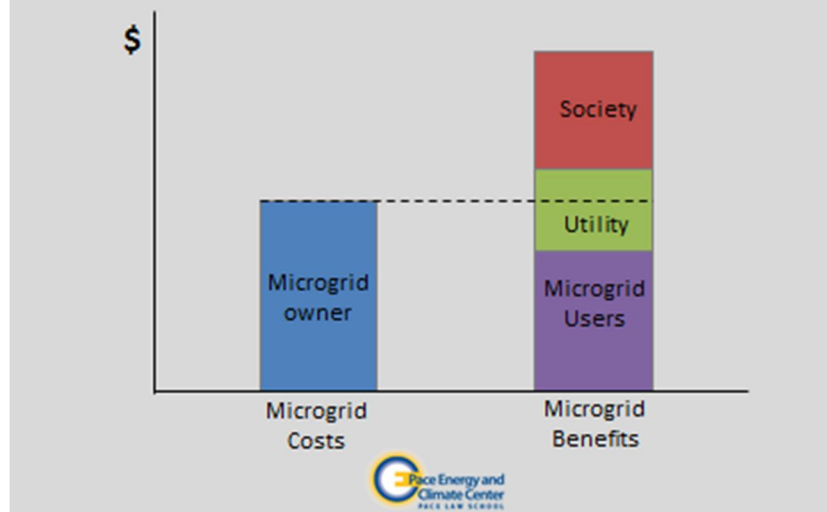 $
Society
Utility
Microgrid
owner
Microgrid
Users
Microgrid
Costs
Microgrid
Benefits
Pace Energy and
Climate Center
PACE LAW SCHOOL